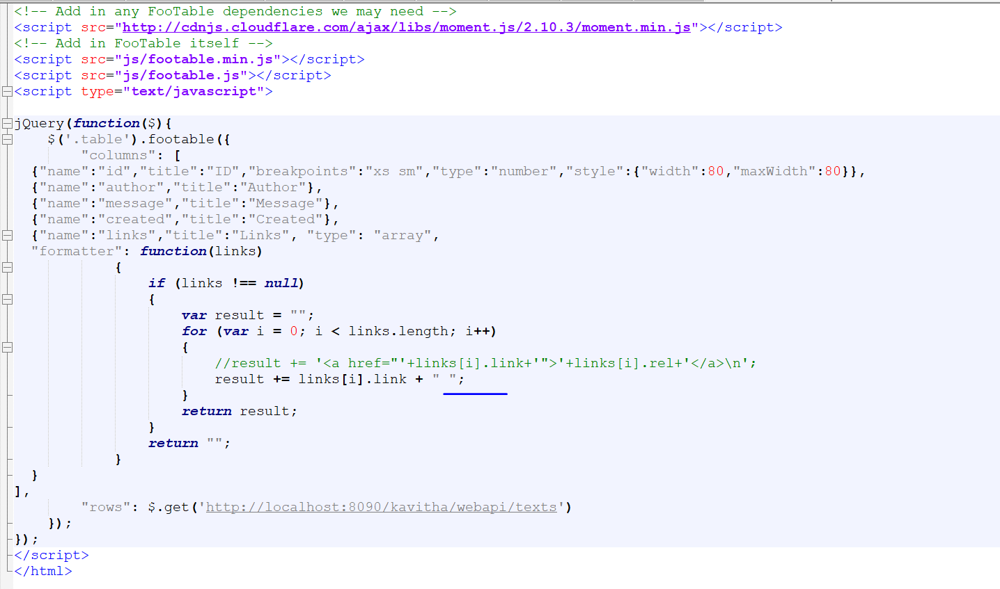 <!-- Add in any FooTable dependencies we may need -->
<script src="http://cdnjs.cloudflare.com/ajax/libs/moment.js/2.10.3/moment.min.js"></script>
<!-- Add in FooTable itself -->
<script src="js/footable.min.js"></script>
<script src="js/footable.js"></script>
<script type="text/javascript">
jQuery(function($){
    $('.table').footable({
        "columns": [
  {"name":"id","title":"ID","breakpoints":"xs sm","type":"number","style":{"width":80,"maxWidth":80}},
  {"name":"author","title":"Author"},
  {"name":"message","title":"Message"},
  {"name":"created","title":"Created"},
  {"name":"links","title":"Links", "type": "array",
  "formatter": function(links)
            {
                if (links !== null)
                {
                    var result = "";
                    for (var i = 0; i < links.length; i++)
                    {
                        //result += '<a href="'+links[i].link+'">'+links[i].rel+'</a>\n';
                        result += links[i].link + " ";
                    }
                    return result;
                }
                return "";
            }
  }
],
        "rows": $.get('http://localhost:8090/kavitha/webapi/texts')
    });
});
</script>
</html>